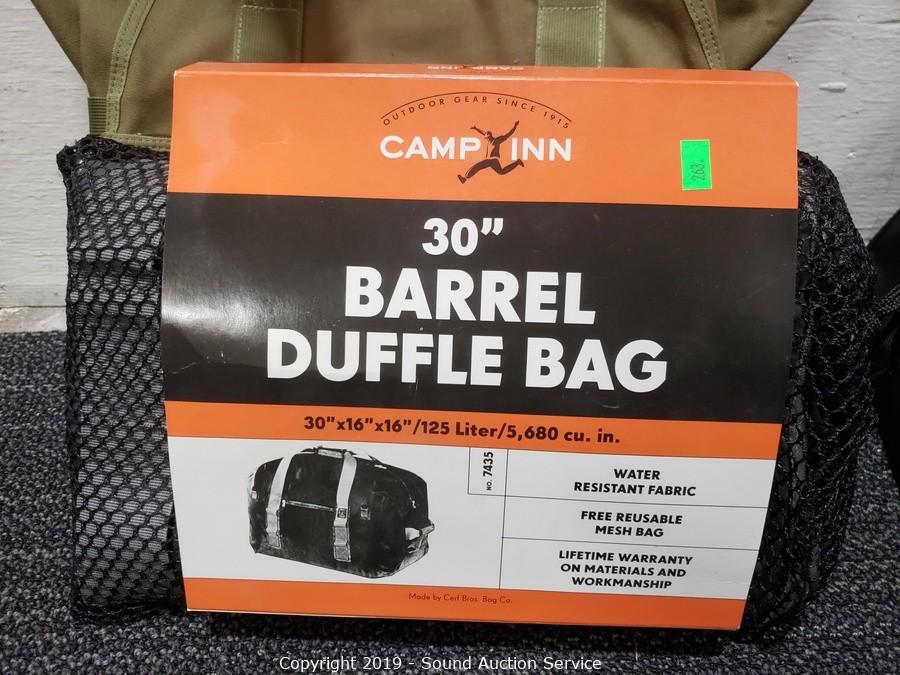 OUTDOOR GEAR SINCE 1915
CAMP INN
263.
30"
BARREL
DUFFLE BAG
30"x16"x16"/125 Liter/5,680 cu. in.
NO. 7435
WATER
RESISTANT FABRIC
FREE REUSABLE
MESH BAG
LIFETIME WARRANTY
ON MATERIALS AND
WORKMANSHIP
Made by Cerf Bros. Bag Co.
Copyright 2019 - Sound Auction Service